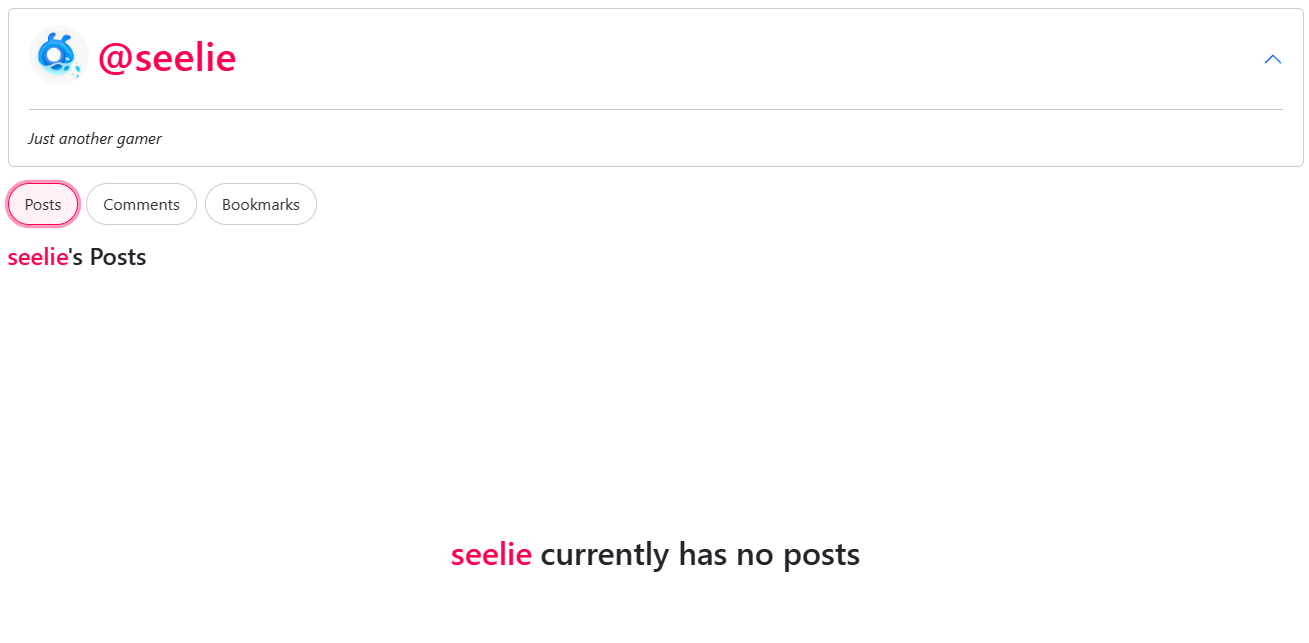 @seelie
Just another gamer
Posts Comments Bookmarks
seelie's Posts
seelie currently has no posts